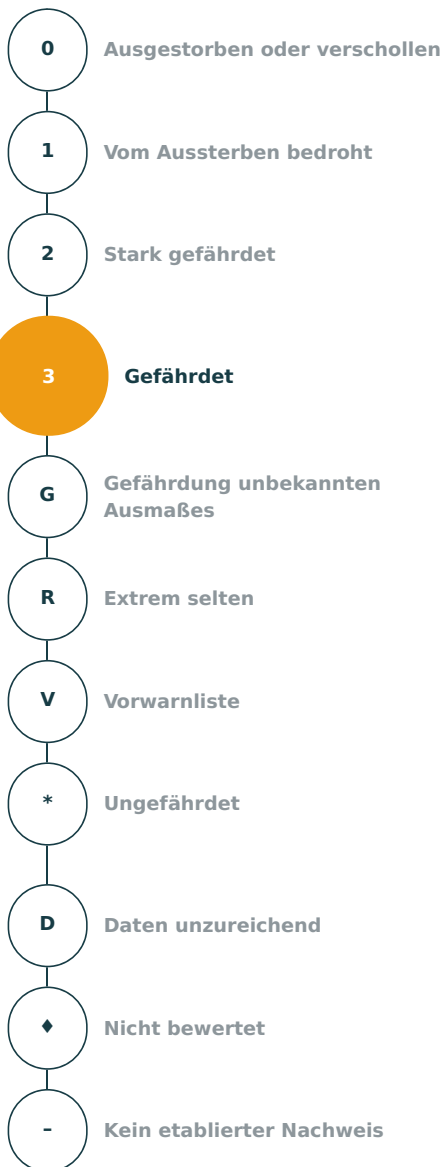 0 Ausgestorben oder verschollen
1 Vom Aussterben bedroht
2 Stark gefährdet
3 Gefährdet
G Gefährdung unbekannten
Ausmaßes
R Extrem selten
V Vorwarnliste
* Ungefährdet
D Daten unzureichend
♦ Nicht bewertet
– Kein etablierter Nachweis